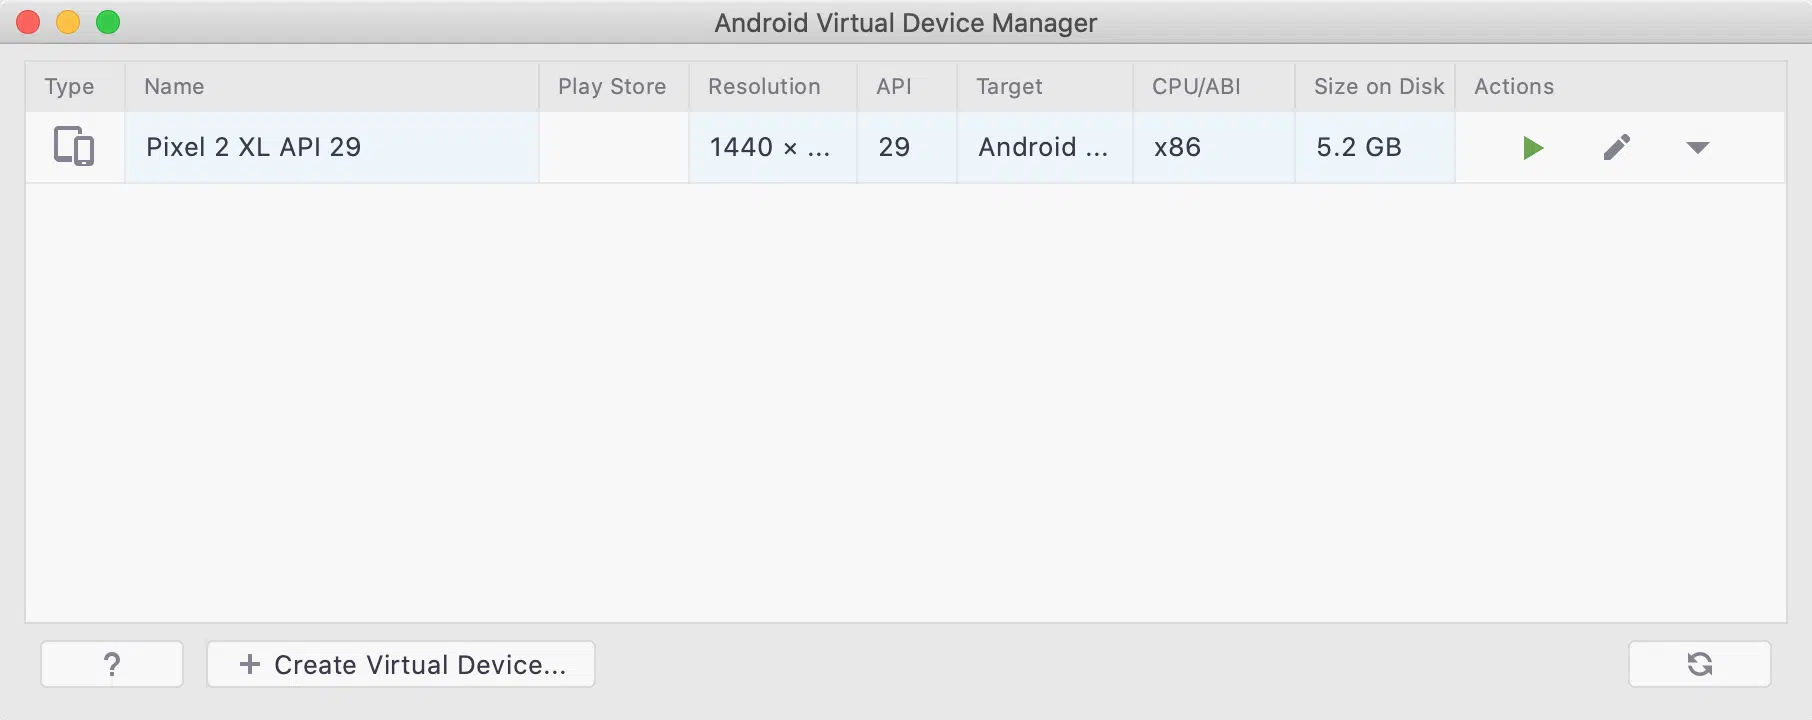 Android Virtual Device Manager
Type Name Play Store Resolution API Target CPU/ABI Size on Disk Actions
Pixel 2 XL API 29 1440 × ... 29 Android ... x86 5.2 GB
? + Create Virtual Device...